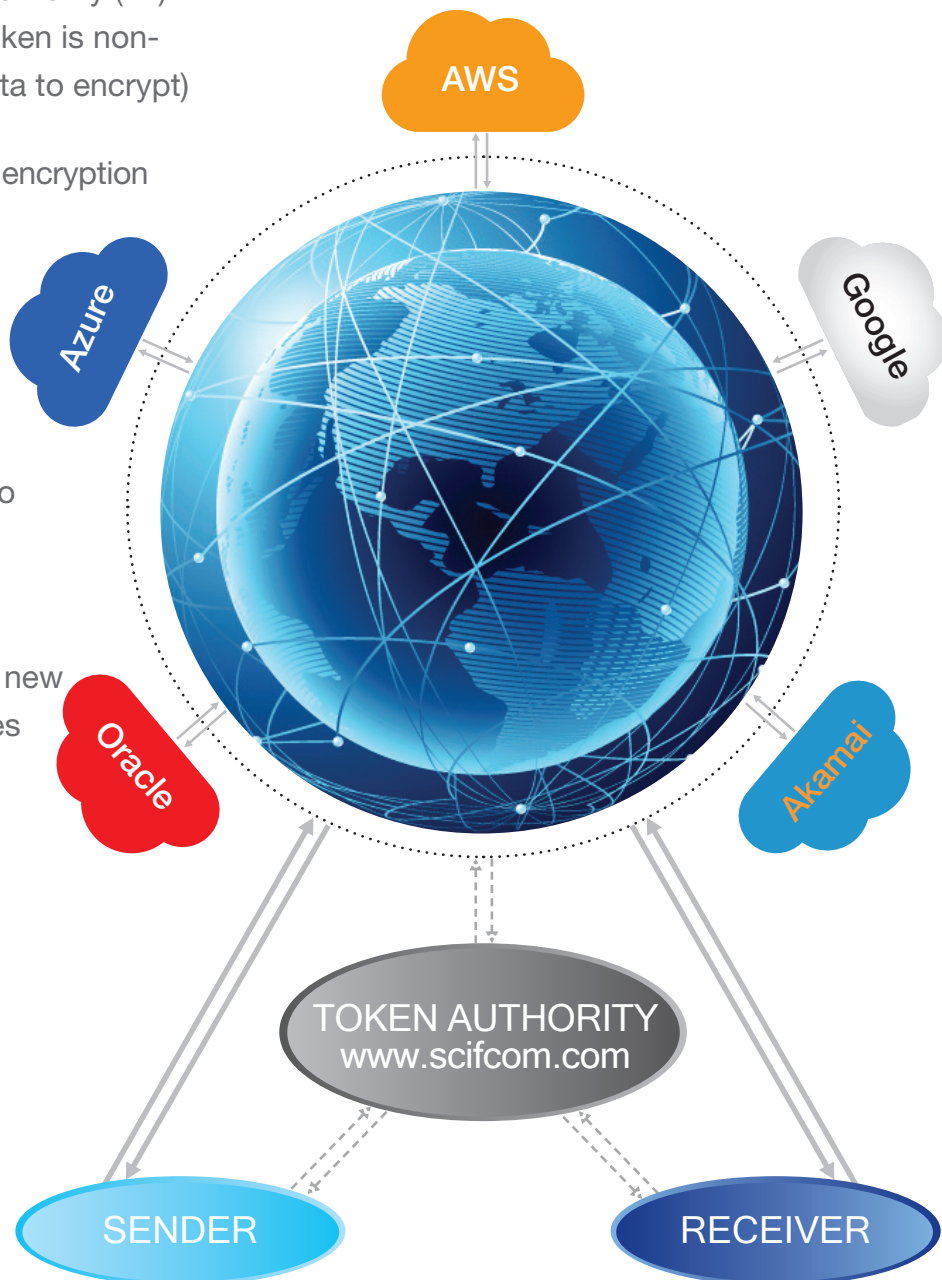 ken is non-
ta to encrypt)
encryption
o
new
es
AWS
Azure
Google
Oracle
Akamai
TOKEN AUTHORITY
www.scifcom.com
SENDER
RECEIVER